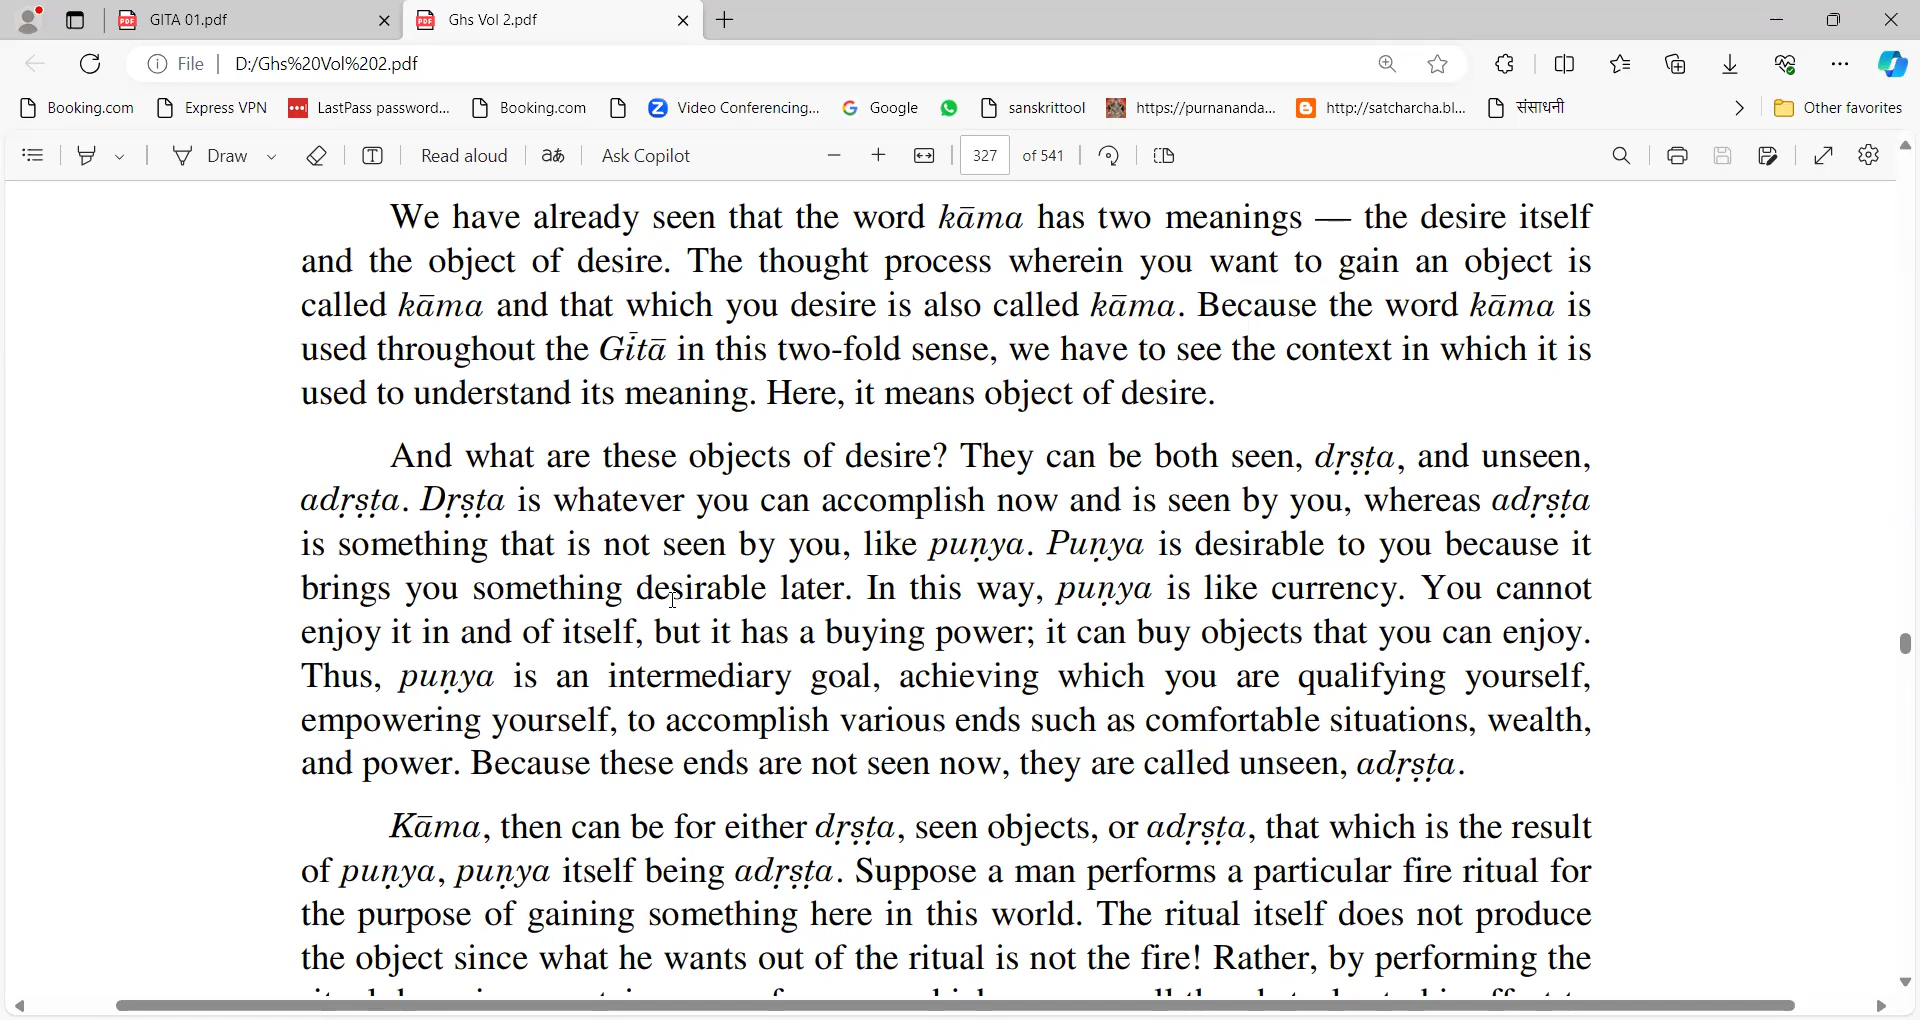 GITA 01.pdf
Ghs Vol 2.pdf
File | D:/Ghs%20Vol%202.pdf
Booking.com Express VPN LastPass password... Booking.com Video Conferencing... Google sanskrittool https://purnananda... http://satcharcha.bl... संसाधनी Other favorites
Draw Read aloud aあ Ask Copilot 327 of 541
We have already seen that the word kāma has two meanings — the desire itself
and the object of desire. The thought process wherein you want to gain an object is
called kāma and that which you desire is also called kāma. Because the word kāma is
used throughout the Gītā in this two-fold sense, we have to see the context in which it is
used to understand its meaning. Here, it means object of desire.
And what are these objects of desire? They can be both seen, dṛṣṭa, and unseen,
adṛṣṭa. Dṛṣṭa is whatever you can accomplish now and is seen by you, whereas adṛṣṭa
is something that is not seen by you, like puṇya. Puṇya is desirable to you because it
brings you something desirable later. In this way, puṇya is like currency. You cannot
enjoy it in and of itself, but it has a buying power; it can buy objects that you can enjoy.
Thus, puṇya is an intermediary goal, achieving which you are qualifying yourself,
empowering yourself, to accomplish various ends such as comfortable situations, wealth,
and power. Because these ends are not seen now, they are called unseen, adṛṣṭa.
Kāma, then can be for either dṛṣṭa, seen objects, or adṛṣṭa, that which is the result
of puṇya, puṇya itself being adṛṣṭa. Suppose a man performs a particular fire ritual for
the purpose of gaining something here in this world. The ritual itself does not produce
the object since what he wants out of the ritual is not the fire! Rather, by performing the